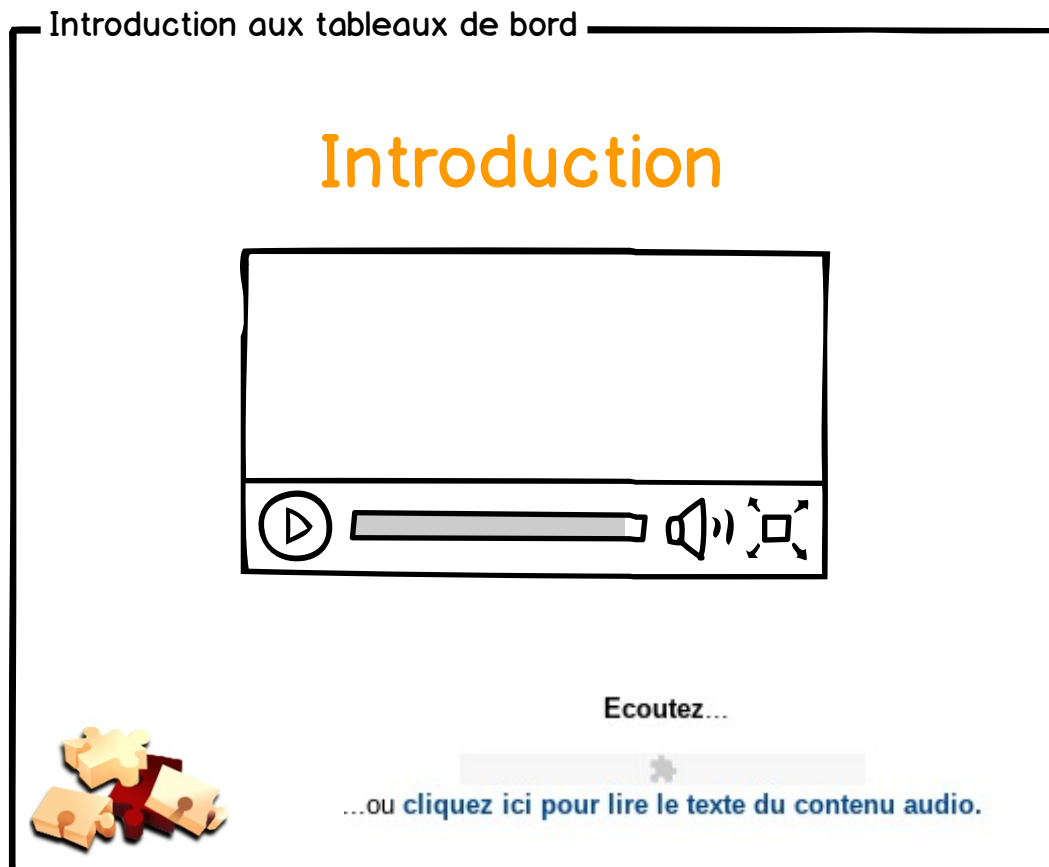 Introduction aux tableaux de bord
Introduction
Ecoutez...
...ou cliquez ici pour lire le texte du contenu audio.